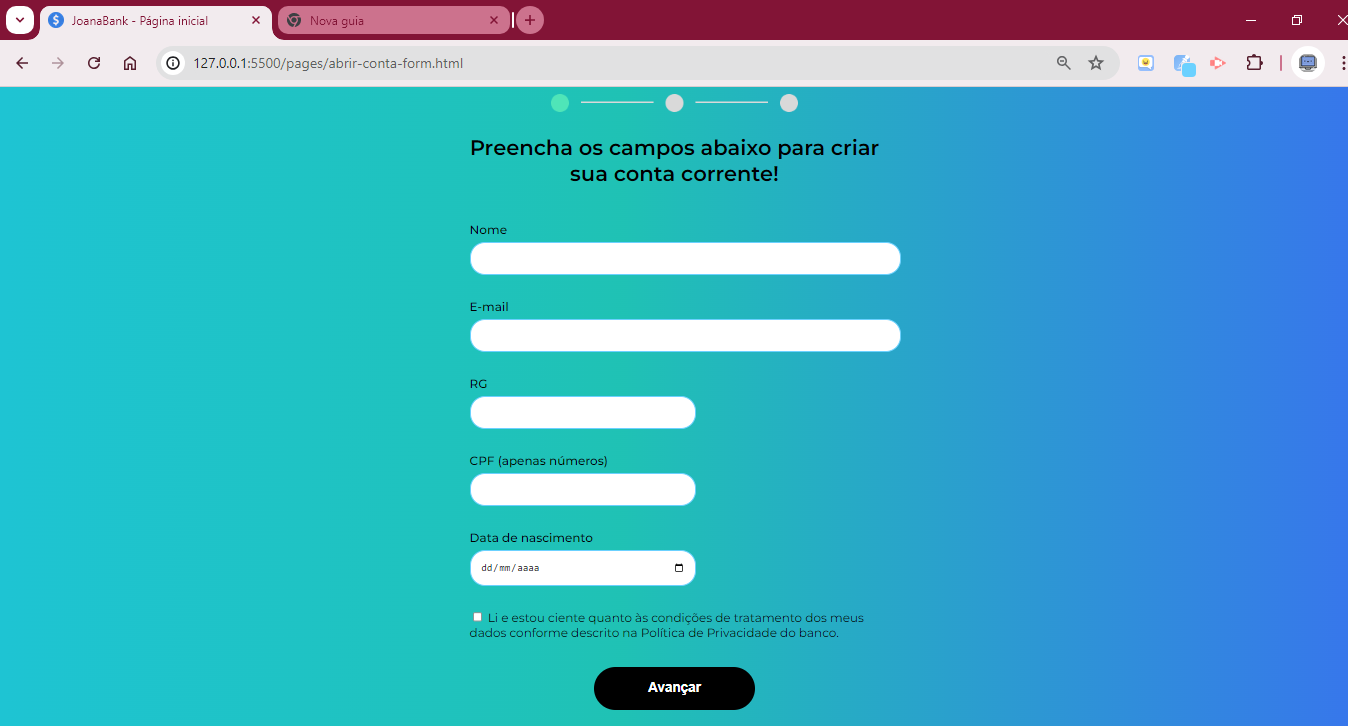 JoanaBank - Página inicial
Nova guia
127.0.0.1:5500/pages/abrir-conta-form.html
Preencha os campos abaixo para criar
sua conta corrente!
Nome
E-mail
RG
CPF (apenas números)
Data de nascimento
dd/mm/aaaa
Li e estou ciente quanto às condições de tratamento dos meus
dados conforme descrito na Política de Privacidade do banco.
Avançar